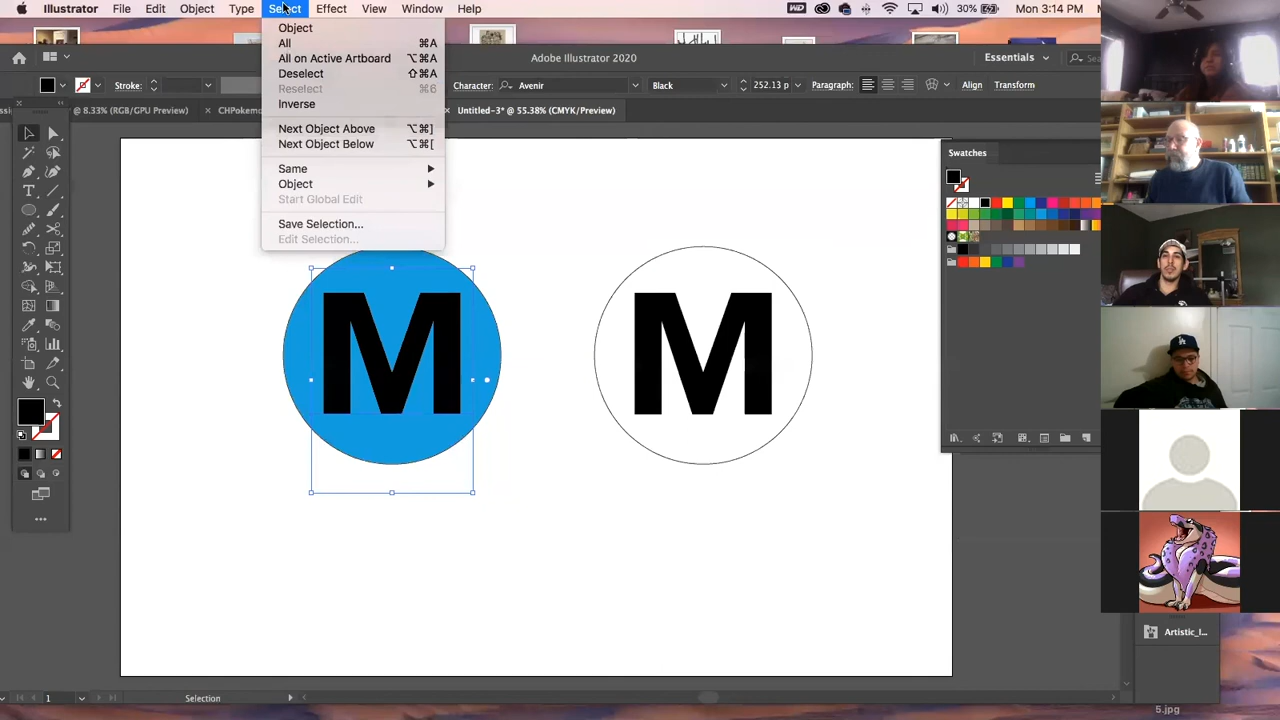 Illustrator File Edit Object Type Select Effect View Window Help 30% Mon 3:14 PM
Object
All ⌘A
All on Active Artboard ⌥⌘A
Deselect ⇧⌘A
Reselect ⌘6
Inverse
Next Object Above ⌥⌘]
Next Object Below ⌥⌘[
Same
Object
Start Global Edit
Save Selection...
Edit Selection...
Adobe Illustrator 2020
Essentials
Stroke:
Character: Avenir Black 252.13 p Paragraph: Align Transform
@ 8.33% (RGB/GPU Preview) × CHPokem × Untitled-3* @ 55.38% (CMYK/Preview)
Swatches
M M
Artistic_I...
1 Selection
5.jpg